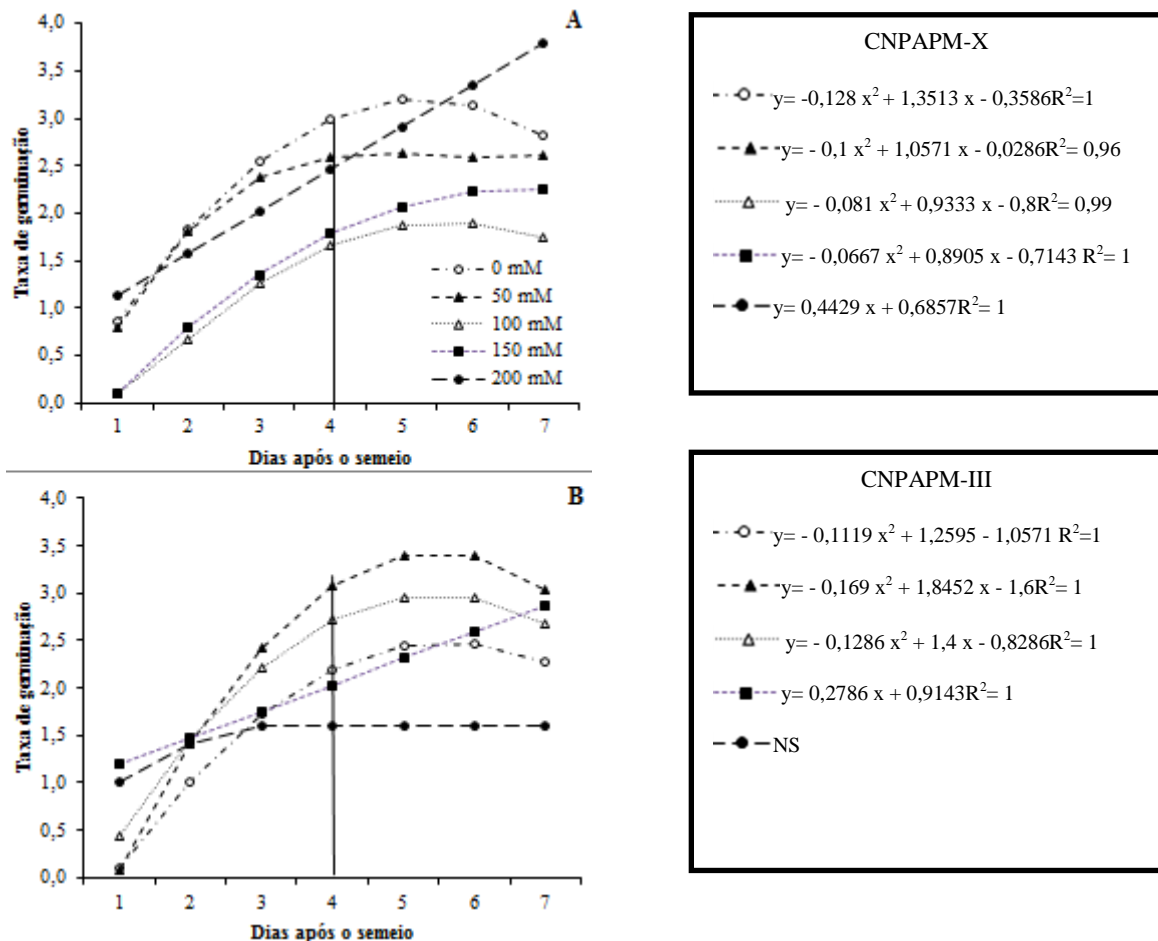 A
4,0
3,5
3,0
2,5
2,0
1,5
1,0
0,5
0,0
Taxa de germinação
0 mM
50 mM
100 mM
150 mM
200 mM
1 2 3 4 5 6 7
Dias após o semeio
CNPAPM-X
y= -0,128 x² + 1,3513 x - 0,3586R²=1
y= - 0,1 x² + 1,0571 x - 0,0286R²= 0,96
y= - 0,081 x² + 0,9333 x - 0,8R²= 0,99
y= - 0,0667 x² + 0,8905 x - 0,7143 R²= 1
y= 0,4429 x + 0,6857R²= 1
B
4,0
3,5
3,0
2,5
2,0
1,5
1,0
0,5
0,0
Taxa de germinação
1 2 3 4 5 6 7
Dias após o semeio
CNPAPM-III
y= - 0,1119 x² + 1,2595 - 1,0571 R²=1
y= - 0,169 x² + 1,8452 x - 1,6R²= 1
y= - 0,1286 x² + 1,4 x - 0,8286R²= 1
y= 0,2786 x + 0,9143R²= 1
NS